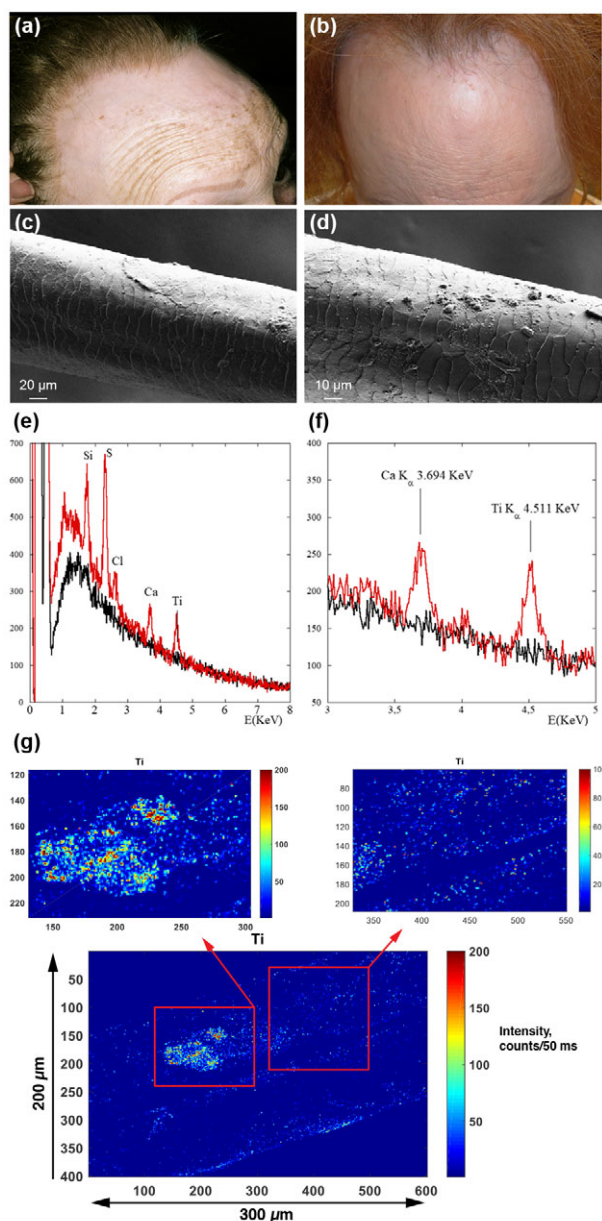 (a)
(b)
(c)
20 µm
(d)
10 µm
(e)
700
600
500
400
300
200
100
0
Si
S
Cl
Ca
Ti
0 1 2 3 4 5 6 7 8
E(KeV)
(f)
400
350
300
250
200
150
100
50
Ca Kα 3.694 KeV
Ti Kα 4.511 KeV
3 3,5 4 4,5 5
E(KeV)
(g)
Ti
120
140
160
180
200
220
150 200 250 300
200
150
100
50
Ti
80
100
120
140
160
180
200
350 400 450 500 550
80
60
40
20
Ti
0
50
100
150
200
250
300
350
400
200 µm
100 200 300 400 500 600
300 µm
200
150
100
50
Intensity,
counts/50 ms